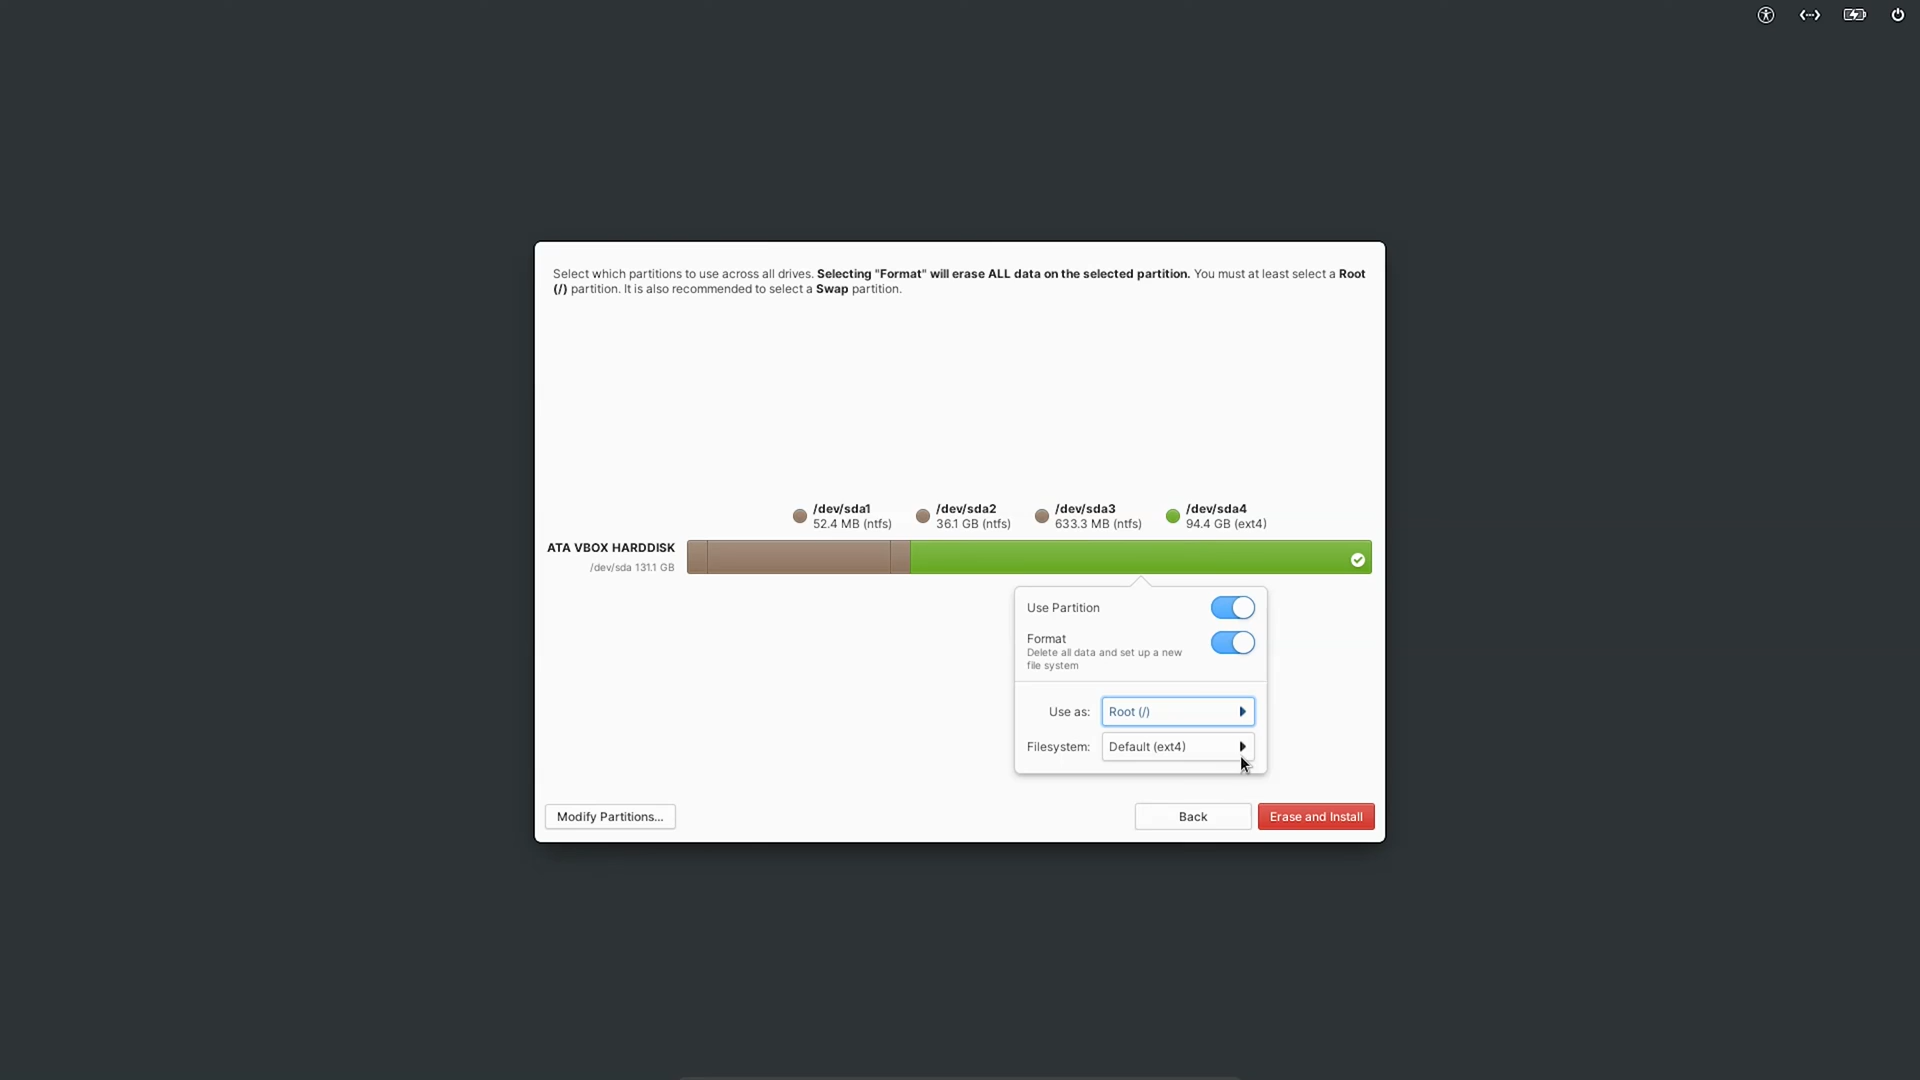 Select which partitions to use across all drives. Selecting "Format" will erase ALL data on the selected partition. You must at least select a Root
(/) partition. It is also recommended to select a Swap partition.
/dev/sda1
52.4 MB (ntfs)
/dev/sda2
36.1 GB (ntfs)
/dev/sda3
633.3 MB (ntfs)
/dev/sda4
94.4 GB (ext4)
ATA VBOX HARDDISK
/dev/sda 131.1 GB
Use Partition
Format
Delete all data and set up a new
file system
Use as:
Root (/)
Filesystem:
Default (ext4)
Modify Partitions...
Back
Erase and Install